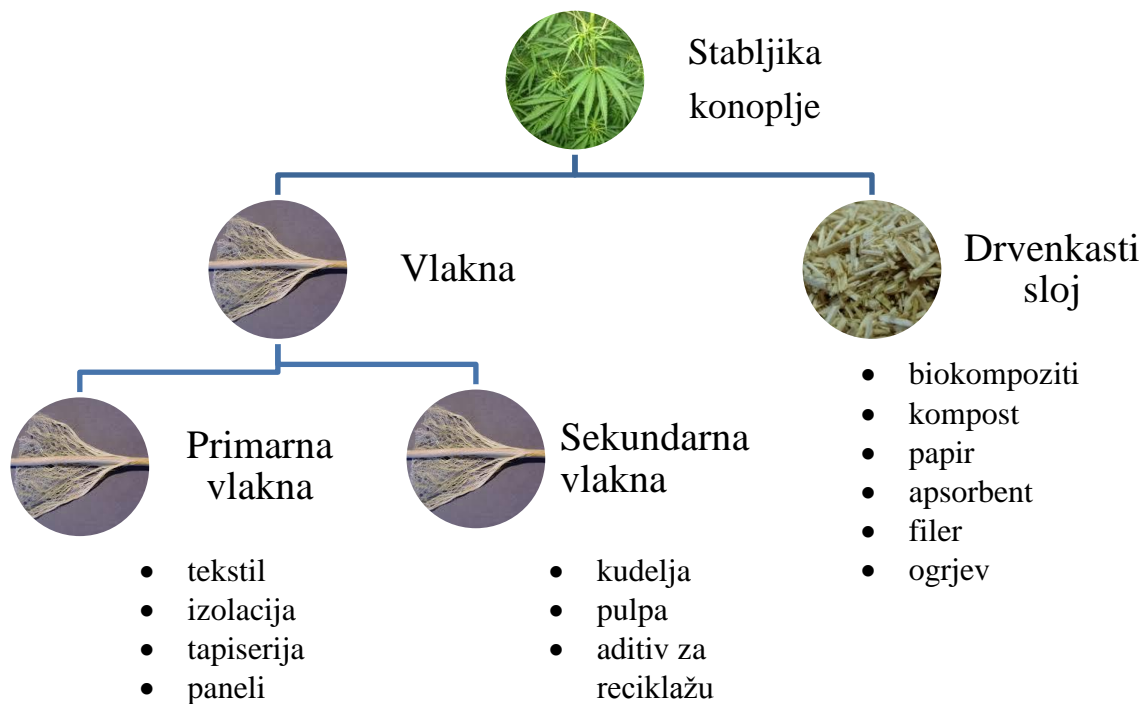 Stabljika
konoplje
Vlakna
Drvenkasti
sloj
Primarna
vlakna
Sekundarna
vlakna
• tekstil
• izolacija
• tapiserija
• paneli
• kudelja
• pulpa
• aditiv za
reciklažu
• biokompoziti
• kompost
• papir
• apsorbent
• filer
• ogrjev